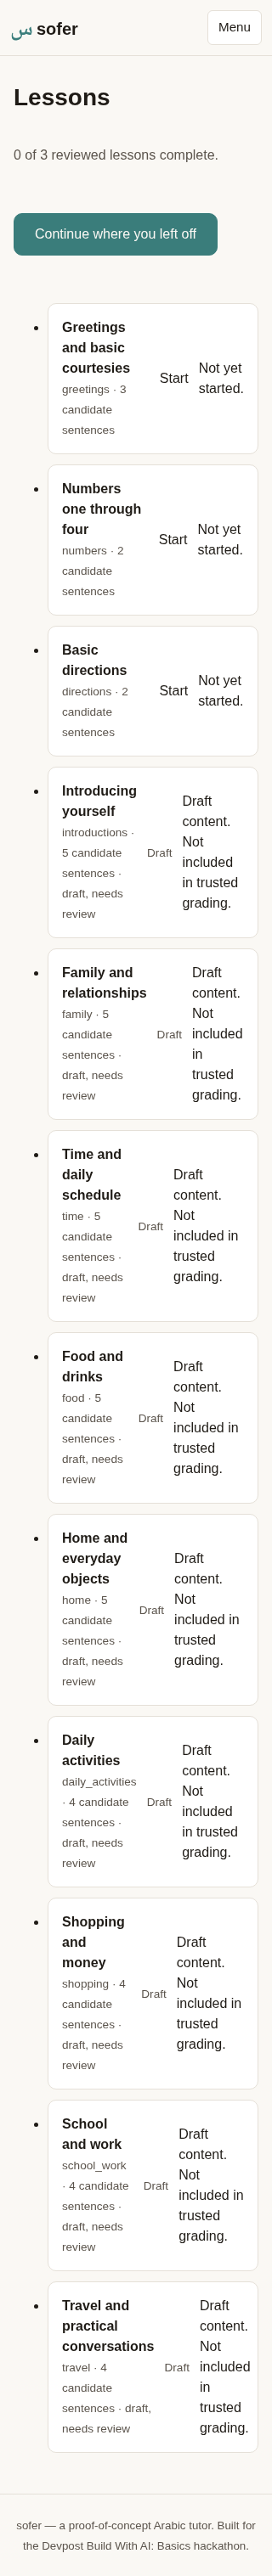 س sofer
Menu
Lessons
0 of 3 reviewed lessons complete.
Continue where you left off
Greetings
and basic
courtesies
greetings · 3
candidate
sentences
Start
Not yet
started.
Numbers
one through
four
numbers · 2
candidate
sentences
Start
Not yet
started.
Basic
directions
directions · 2
candidate
sentences
Start
Not yet
started.
Introducing
yourself
introductions ·
5 candidate
sentences ·
draft, needs
review
Draft
Draft
content.
Not
included
in trusted
grading.
Family and
relationships
family · 5
candidate
sentences ·
draft, needs
review
Draft
Draft
content.
Not
included
in
trusted
grading.
Time and
daily
schedule
time · 5
candidate
sentences ·
draft, needs
review
Draft
Draft
content.
Not
included in
trusted
grading.
Food and
drinks
food · 5
candidate
sentences ·
draft, needs
review
Draft
Draft
content.
Not
included in
trusted
grading.
Home and
everyday
objects
home · 5
candidate
sentences ·
draft, needs
review
Draft
Draft
content.
Not
included in
trusted
grading.
Daily
activities
daily_activities
· 4 candidate
sentences ·
draft, needs
review
Draft
Draft
content.
Not
included
in trusted
grading.
Shopping
and
money
shopping · 4
candidate
sentences ·
draft, needs
review
Draft
Draft
content.
Not
included in
trusted
grading.
School
and work
school_work
· 4 candidate
sentences ·
draft, needs
review
Draft
Draft
content.
Not
included in
trusted
grading.
Travel and
practical
conversations
travel · 4
candidate
sentences · draft,
needs review
Draft
Draft
content.
Not
included
in
trusted
grading.
sofer — a proof-of-concept Arabic tutor. Built for
the Devpost Build With AI: Basics hackathon.